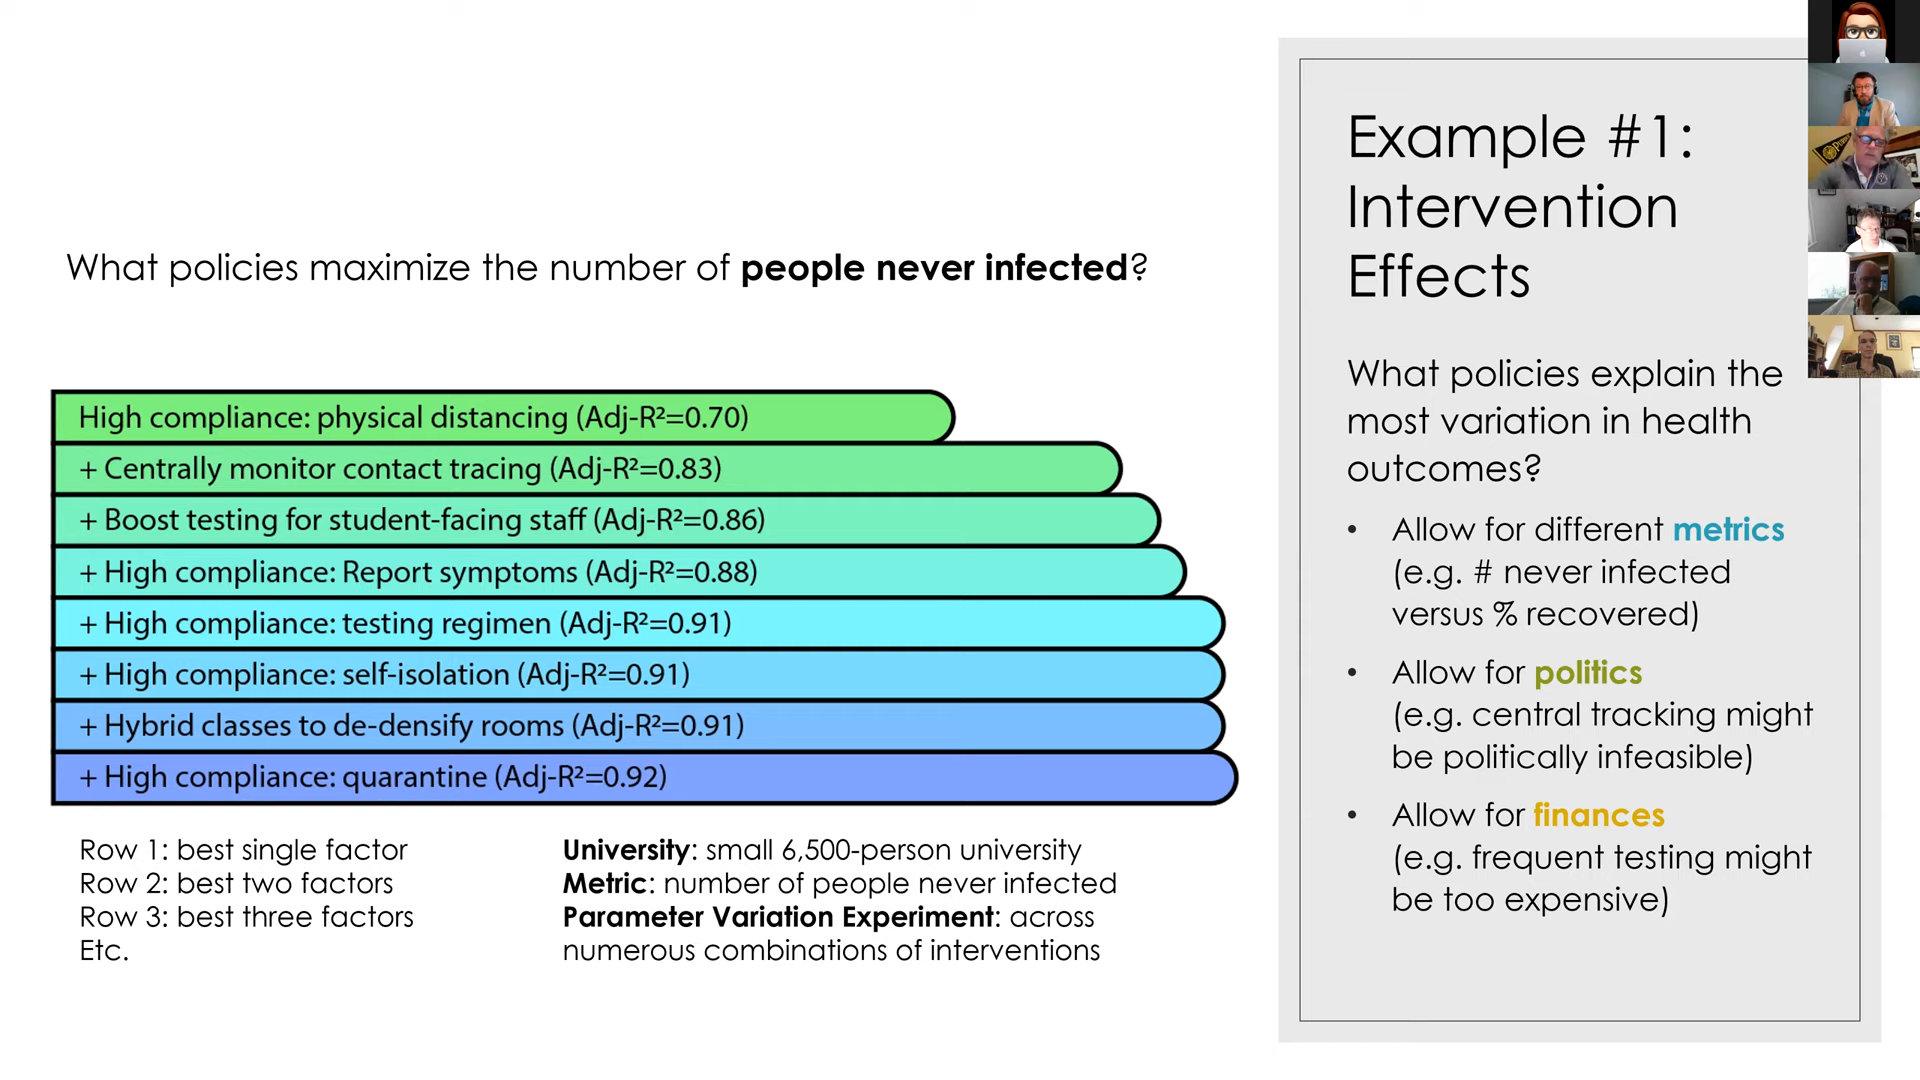 What policies maximize the number of people never infected?
High compliance: physical distancing (Adj-R²=0.70)
+ Centrally monitor contact tracing (Adj-R²=0.83)
+ Boost testing for student-facing staff (Adj-R²=0.86)
+ High compliance: Report symptoms (Adj-R²=0.88)
+ High compliance: testing regimen (Adj-R²=0.91)
+ High compliance: self-isolation (Adj-R²=0.91)
+ Hybrid classes to de-densify rooms (Adj-R²=0.91)
+ High compliance: quarantine (Adj-R²=0.92)
Row 1: best single factor
Row 2: best two factors
Row 3: best three factors
Etc.
University: small 6,500-person university
Metric: number of people never infected
Parameter Variation Experiment: across
numerous combinations of interventions
Example #1:
Intervention
Effects
What policies explain the
most variation in health
outcomes?
• Allow for different metrics
(e.g. # never infected
versus % recovered)
• Allow for politics
(e.g. central tracking might
be politically infeasible)
• Allow for finances
(e.g. frequent testing might
be too expensive)